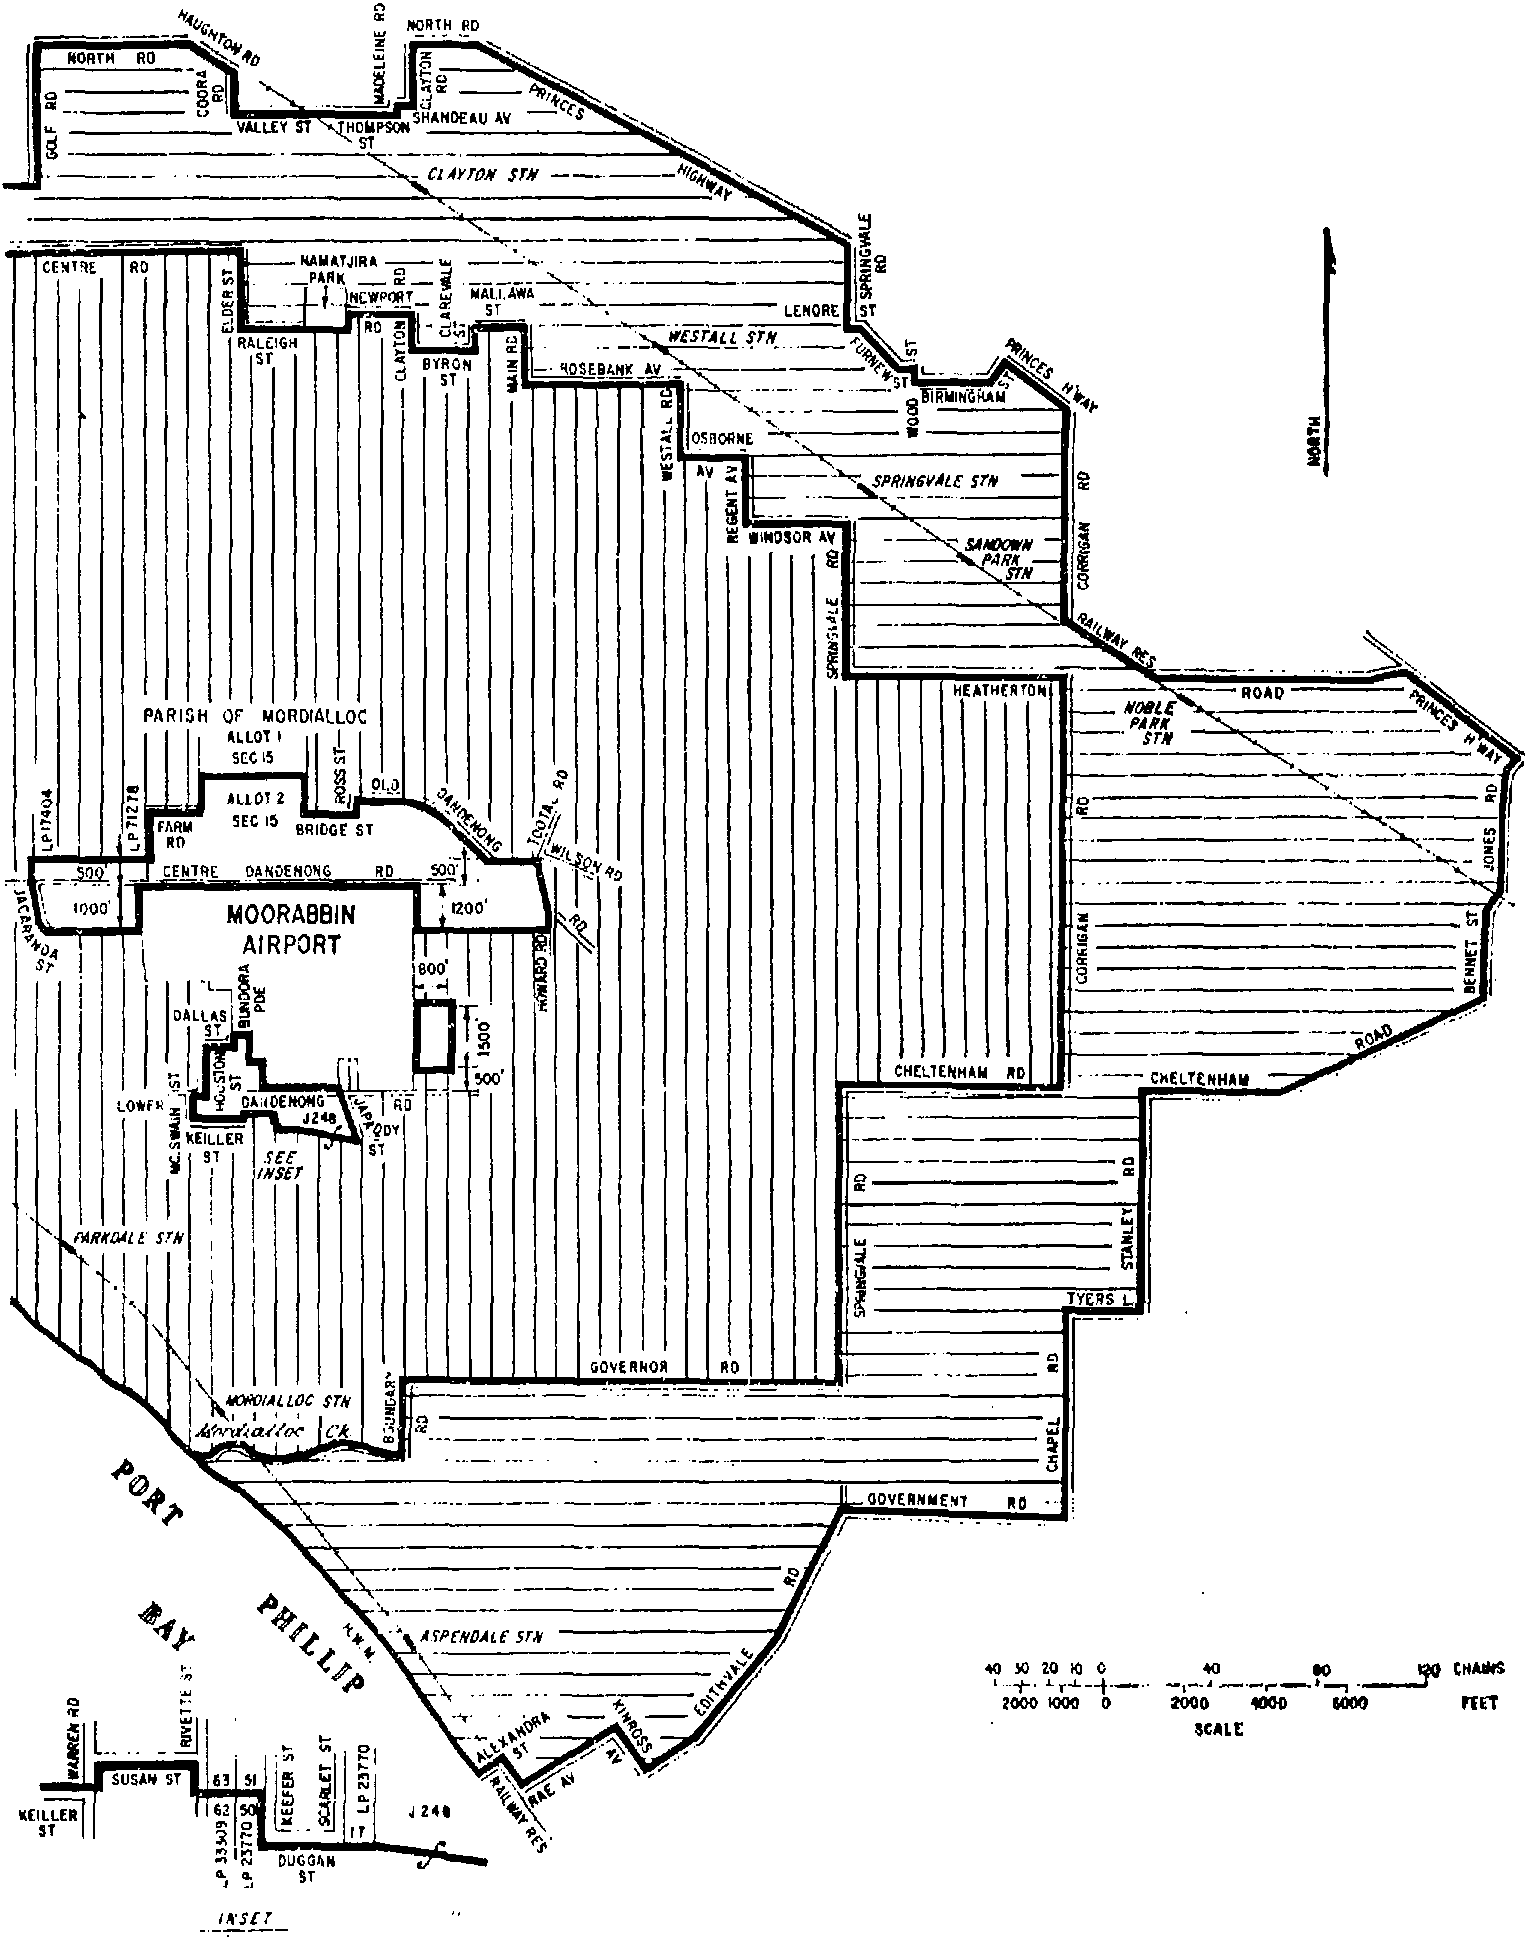 HAUGHTON RD
MADELEINE RD
NORTH RD
NORTH RD
COORA RD
CLAYTON RD
GOLF RD
PRINCES
HIGHWAY
VALLEY ST
THOMPSON ST
SHANDEAU AV
CLAYTON STN
SPRINGVALE RD
CENTRE RD
NAMATJIRA PARK
ELDER ST
NEWPORT RD
CLAREVALE ST
MALLAWA ST
LENORE ST
RALEIGH ST
CLAYTON RD
BYRON ST
MAIN RD
ROSEBANK AV
WESTALL STN
FURNEW ST
WOOD ST
BIRMINGHAM ST
PRINCES H'WAY
NORTH
WESTALL RD
OSBORNE AV
REGENT AV
WINDSOR AV
SPRINGVALE STN
SANDOWN PARK STN
CORRIGAN RD
SPRINGVALE RD
RAILWAY RES
HEATHERTON ROAD
NOBLE PARK STN
PRINCES H'WAY
PARISH OF MORDIALLOC
ALLOT 1
SEC 15
ALLOT 2
SEC 15
LP 17404
LP 71278
FARM RD
BRIDGE ST
ROSS ST
OLD DANDENONG RD
TOOTAL RD
WILSON RD
CENTRE DANDENONG RD
500'
1000'
500'
1200'
JACARANDA ST
MOORABBIN
AIRPORT
HOWARD RD
800'
1500'
500'
DALLAS ST
BUNDORA PDE
HOUSTON ST
LOWER DANDENONG RD
MC.SWAIN ST
KEILLER ST
J248
SEE INSET
CORRIGAN RD
JONES RD
BENNET ST
CHELTENHAM RD
CHELTENHAM ROAD
SPRINGVALE RD
STANLEY RD
TYERS L
PARKDALE STN
GOVERNOR RD
BOUNDARY RD
MORDIALLOC STN
Mordialloc Ck
CHAPEL RD
GOVERNMENT RD
PORT
PHILLIP
BAY
H.W.M.
ASPENDALE STN
EDITHVALE RD
ALEXANDRA ST
KINROSS AV
RAE AV
RAILWAY RES
40 30 20 10 0 40 80 120 CHAINS
2000 1000 0 2000 4000 6000 FEET
SCALE
WARREN RD
RIVETTE ST
SUSAN ST
63 51
62 50
KEILLER ST
LP 33309
LP 23770
KEEFER ST
SCARLET ST
LP 23770
17
J 248
DUGGAN ST
INSET